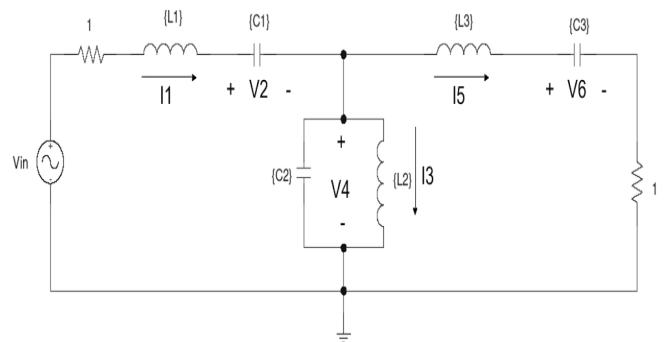 1
{L1}
{C1}
{L3}
{C3}
I1
+ V2 -
I5
+ V6 -
Vin
+
-
{C2}
+
V4
-
{L2}
I3
1